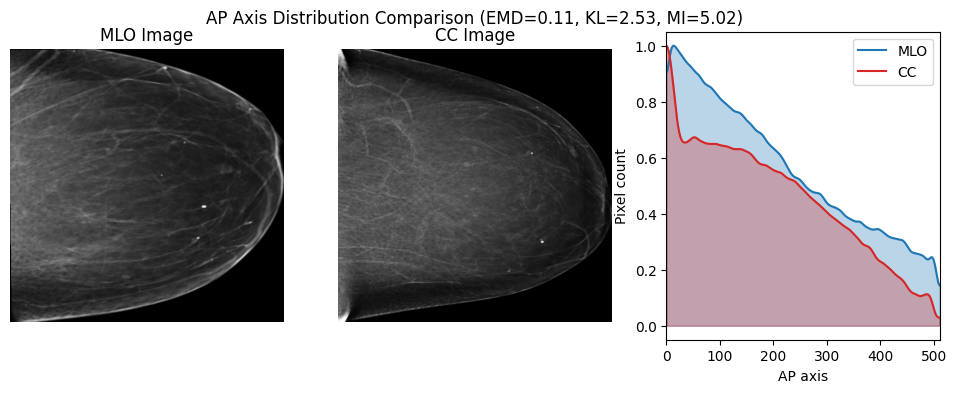 AP Axis Distribution Comparison (EMD=0.11, KL=2.53, MI=5.02)
MLO Image
CC Image
MLO
CC
Pixel count
1.0
0.8
0.6
0.4
0.2
0.0
0 100 200 300 400 500
AP axis